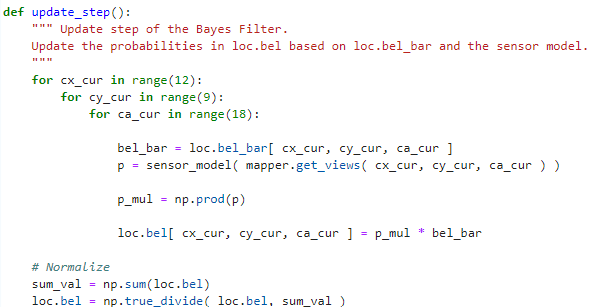 def update_step():
    """ Update step of the Bayes Filter.
    Update the probabilities in loc.bel based on loc.bel_bar and the sensor model.
    """
    for cx_cur in range(12):
        for cy_cur in range(9):
            for ca_cur in range(18):
                bel_bar = loc.bel_bar[ cx_cur, cy_cur, ca_cur ]
                p = sensor_model( mapper.get_views( cx_cur, cy_cur, ca_cur ) )
                p_mul = np.prod(p)
                loc.bel[ cx_cur, cy_cur, ca_cur ] = p_mul * bel_bar
    # Normalize
    sum_val = np.sum(loc.bel)
    loc.bel = np.true_divide( loc.bel, sum_val )